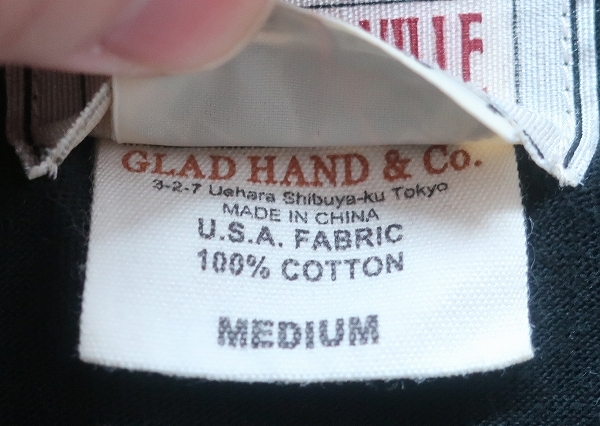 GLAD HAND & Co.
3-2-7 Uehara Shibuya-ku Tokyo
MADE IN CHINA
U.S.A. FABRIC
100% COTTON
MEDIUM